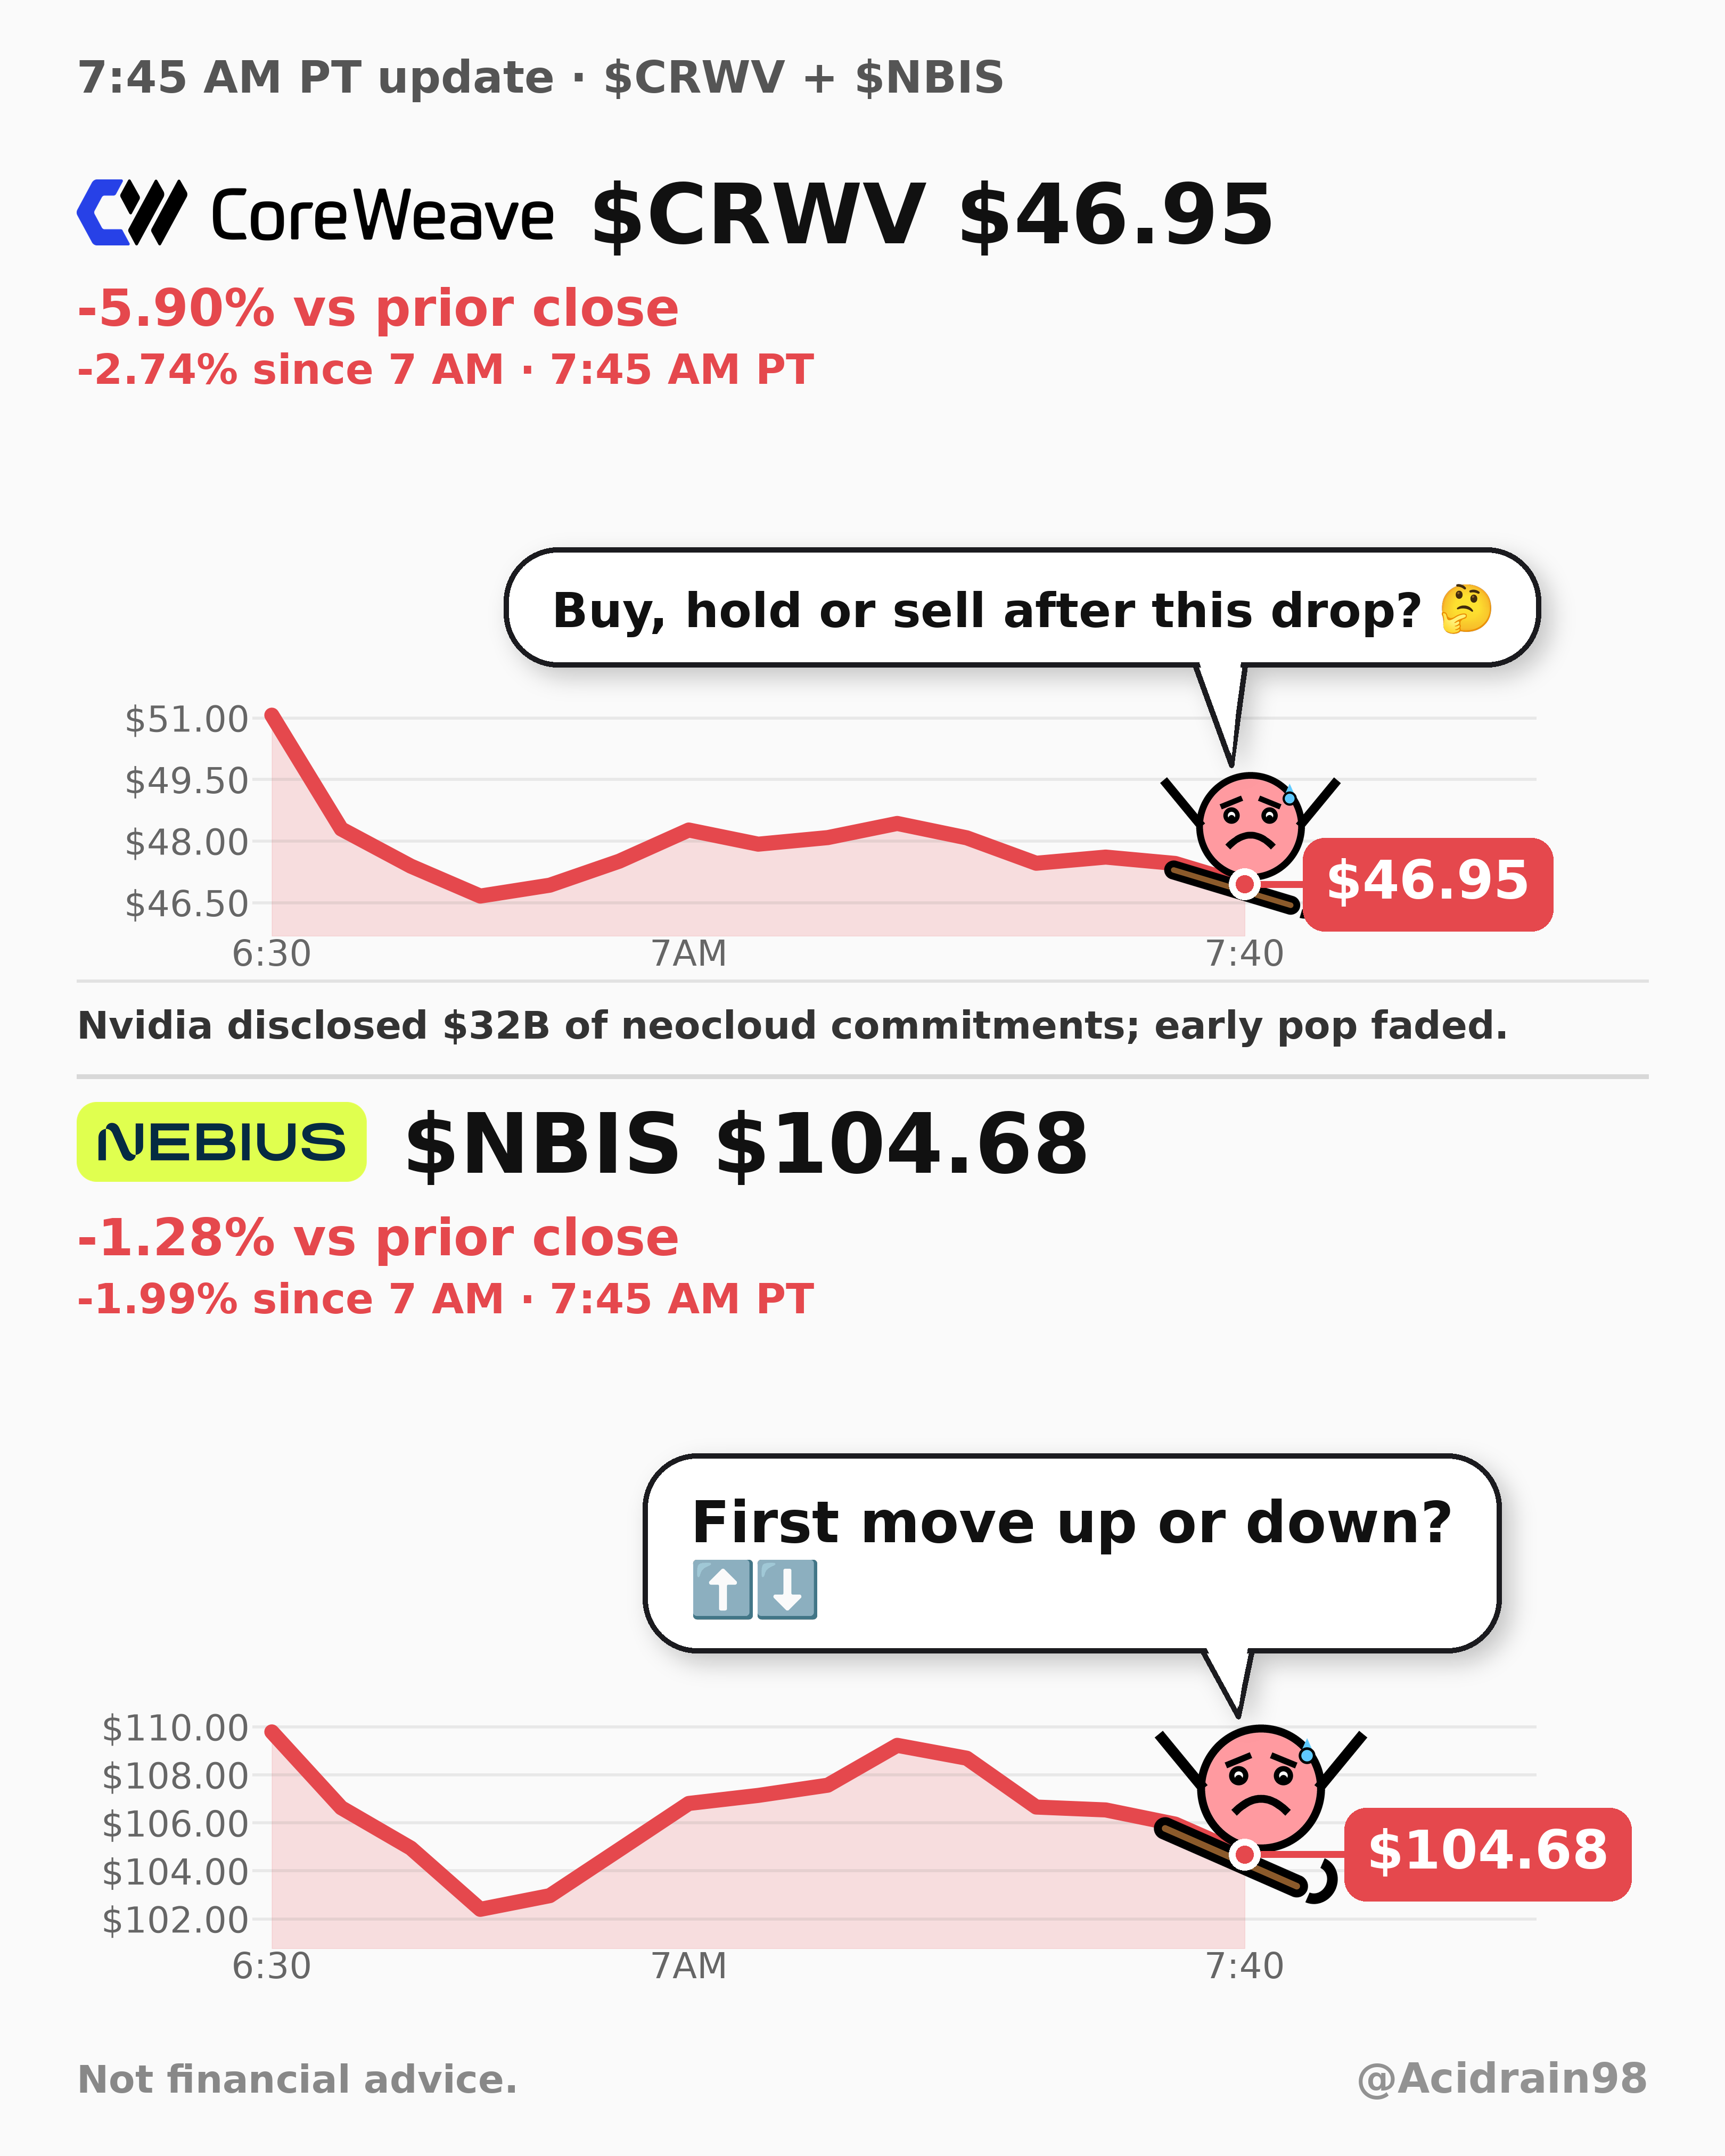 7:45 AM PT update · $CRWV + $NBIS
CoreWeave $CRWV $46.95
-5.90% vs prior close
-2.74% since 7 AM · 7:45 AM PT
Buy, hold or sell after this drop? 🤔
$51.00
$49.50
$48.00
$46.50
$46.95
6:30 7AM 7:40
Nvidia disclosed $32B of neocloud commitments; early pop faded.
NEBIUS $NBIS $104.68
-1.28% vs prior close
-1.99% since 7 AM · 7:45 AM PT
First move up or down?
⬆️⬇️
$110.00
$108.00
$106.00
$104.00
$102.00
$104.68
6:30 7AM 7:40
Not financial advice. @Acidrain98